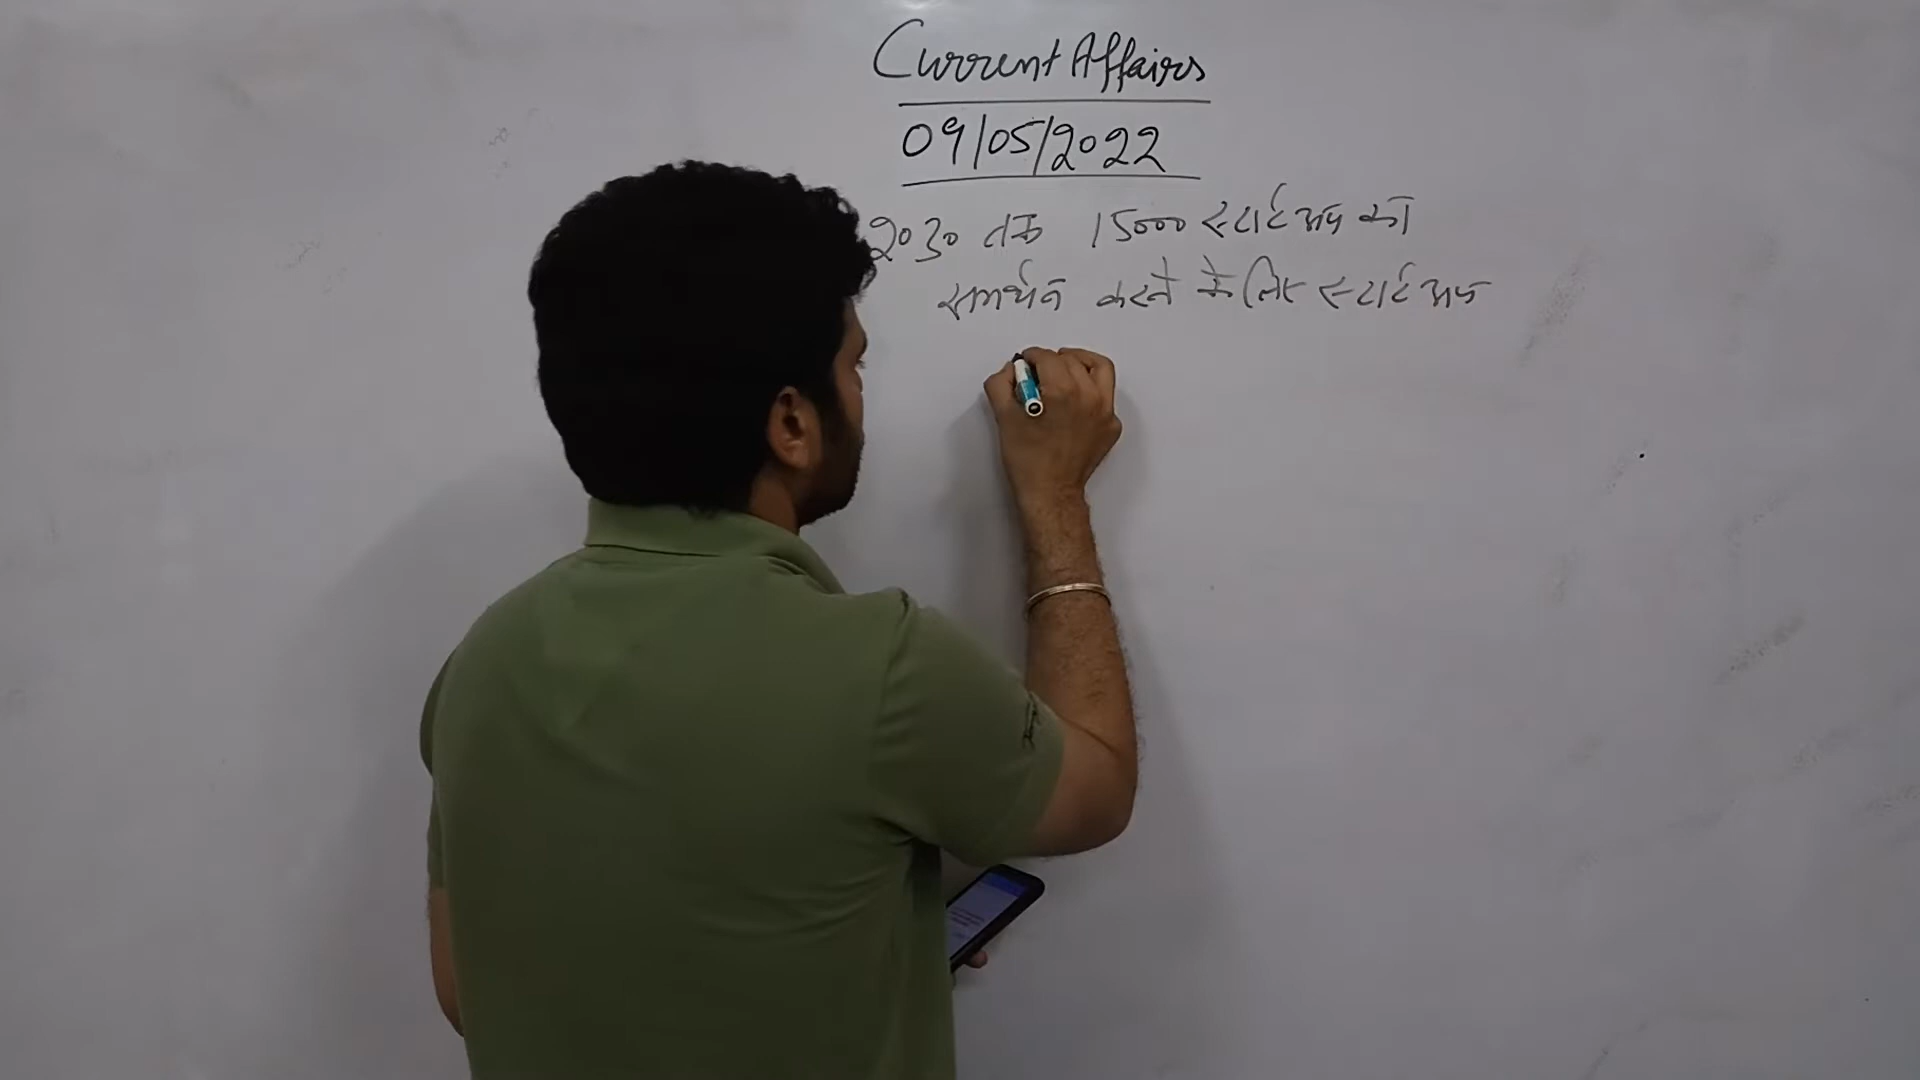 Current Affairs
09/05/2022
2030 तक 15000 स्टार्टअप का
समर्थन करने के लिए स्टार्टअप